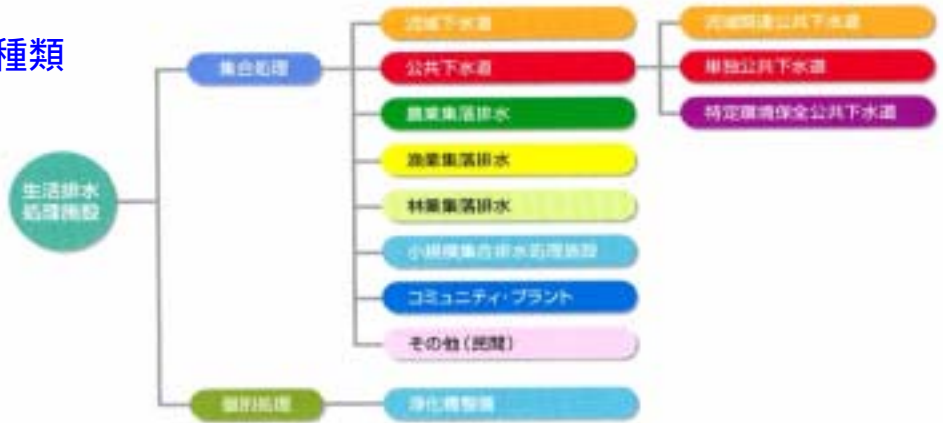 種類
生活排水
処理施設
集合処理
流域下水道
公共下水道
農業集落排水
漁業集落排水
林業集落排水
小規模集合排水処理施設
コミュニティ・プラント
その他(民間)
流域関連公共下水道
単独公共下水道
特定環境保全公共下水道
個別処理
浄化槽整備